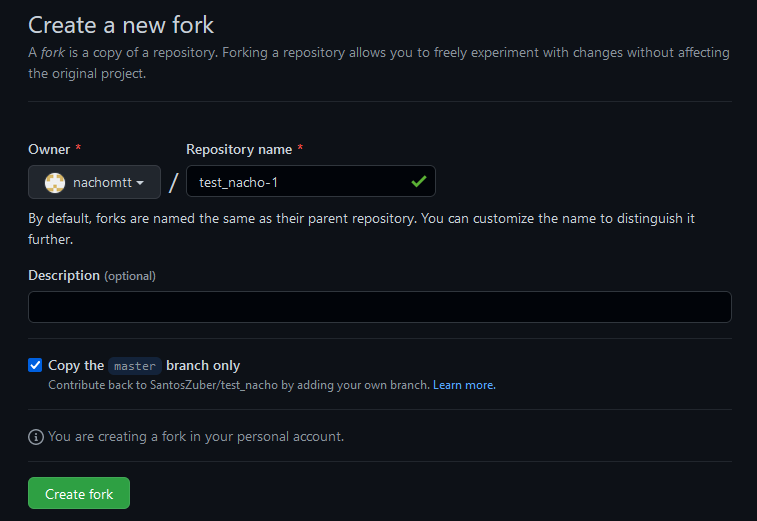 Create a new fork
A fork is a copy of a repository. Forking a repository allows you to freely experiment with changes without affecting
the original project.
Owner * Repository name *
nachomtt / test_nacho-1
By default, forks are named the same as their parent repository. You can customize the name to distinguish it
further.
Description (optional)
Copy the master branch only
Contribute back to SantosZuber/test_nacho by adding your own branch. Learn more.
You are creating a fork in your personal account.
Create fork